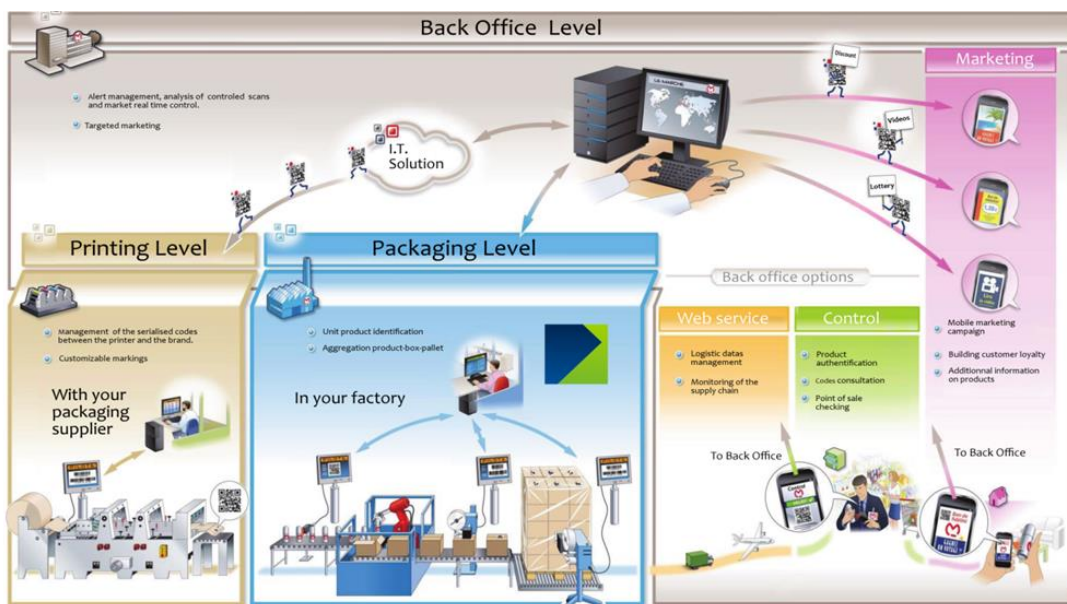 Back Office Level
Alert management, analysis of controled scans
and market real time control.
Targeted marketing
I.T.
Solution
Discount
Videos
Lottery
Marketing
Mobile marketing
campaign
Building customer loyalty
Additionnal information
on products
Printing Level
Management of the serialised codes
between the printer and the brand.
Customizable markings
With your
packaging
supplier
Packaging Level
Unit product identification
Aggregation product-box-pallet
In your factory
Back office options
Web service
Logistic datas
management
Monitoring of the
supply chain
Control
Product
authentification
Codes consultation
Point of sale
checking
To Back Office
To Back Office
Control